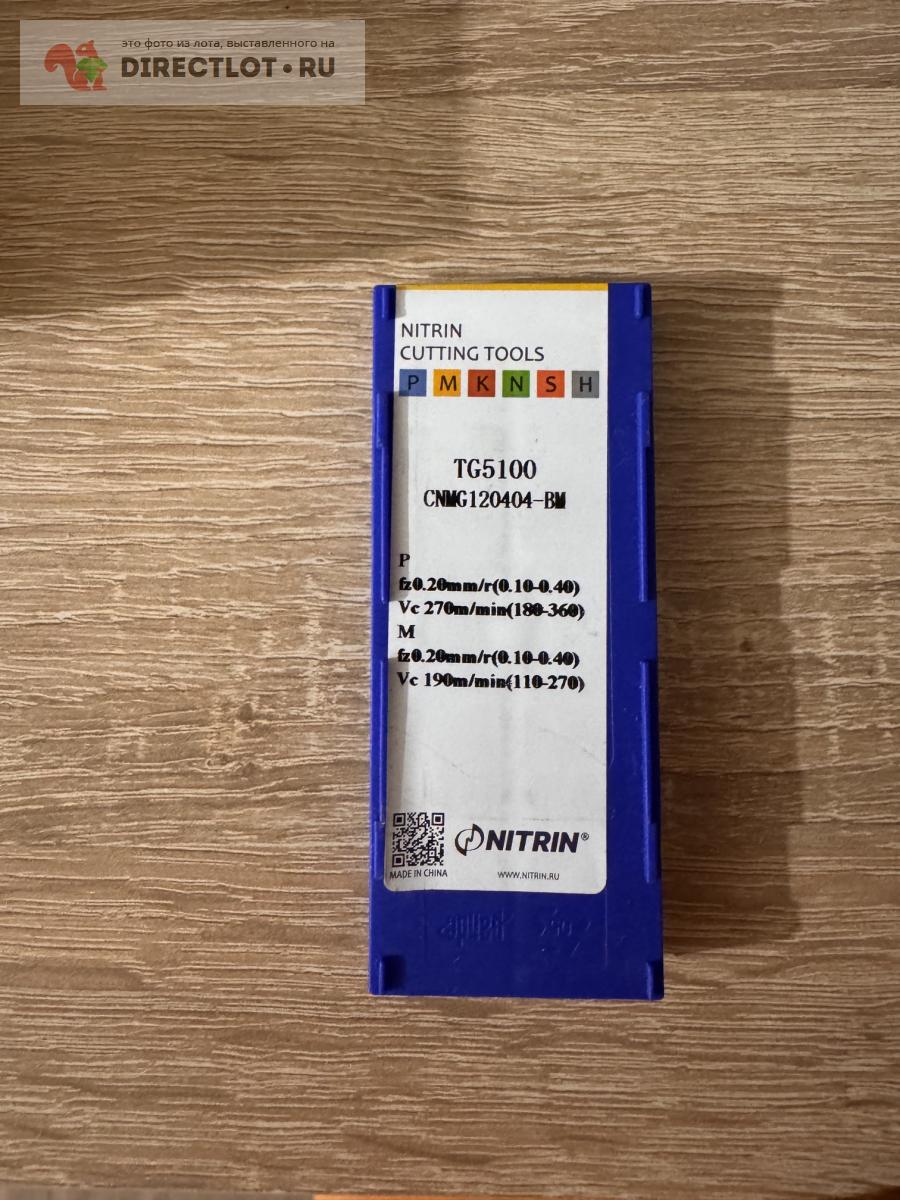 это фото из лота, выставленного на
DIRECTLOT•RU
NITRIN
CUTTING TOOLS
P M K N S H
TG5100
CNMG120404-BM
P
fz0.20mm/r(0.10-0.40)
Vc 270m/min(180-360)
M
fz0.20mm/r(0.10-0.40)
Vc 190m/min(110-270)
NITRIN®
MADE IN CHINA
WWW.NITRIN.RU